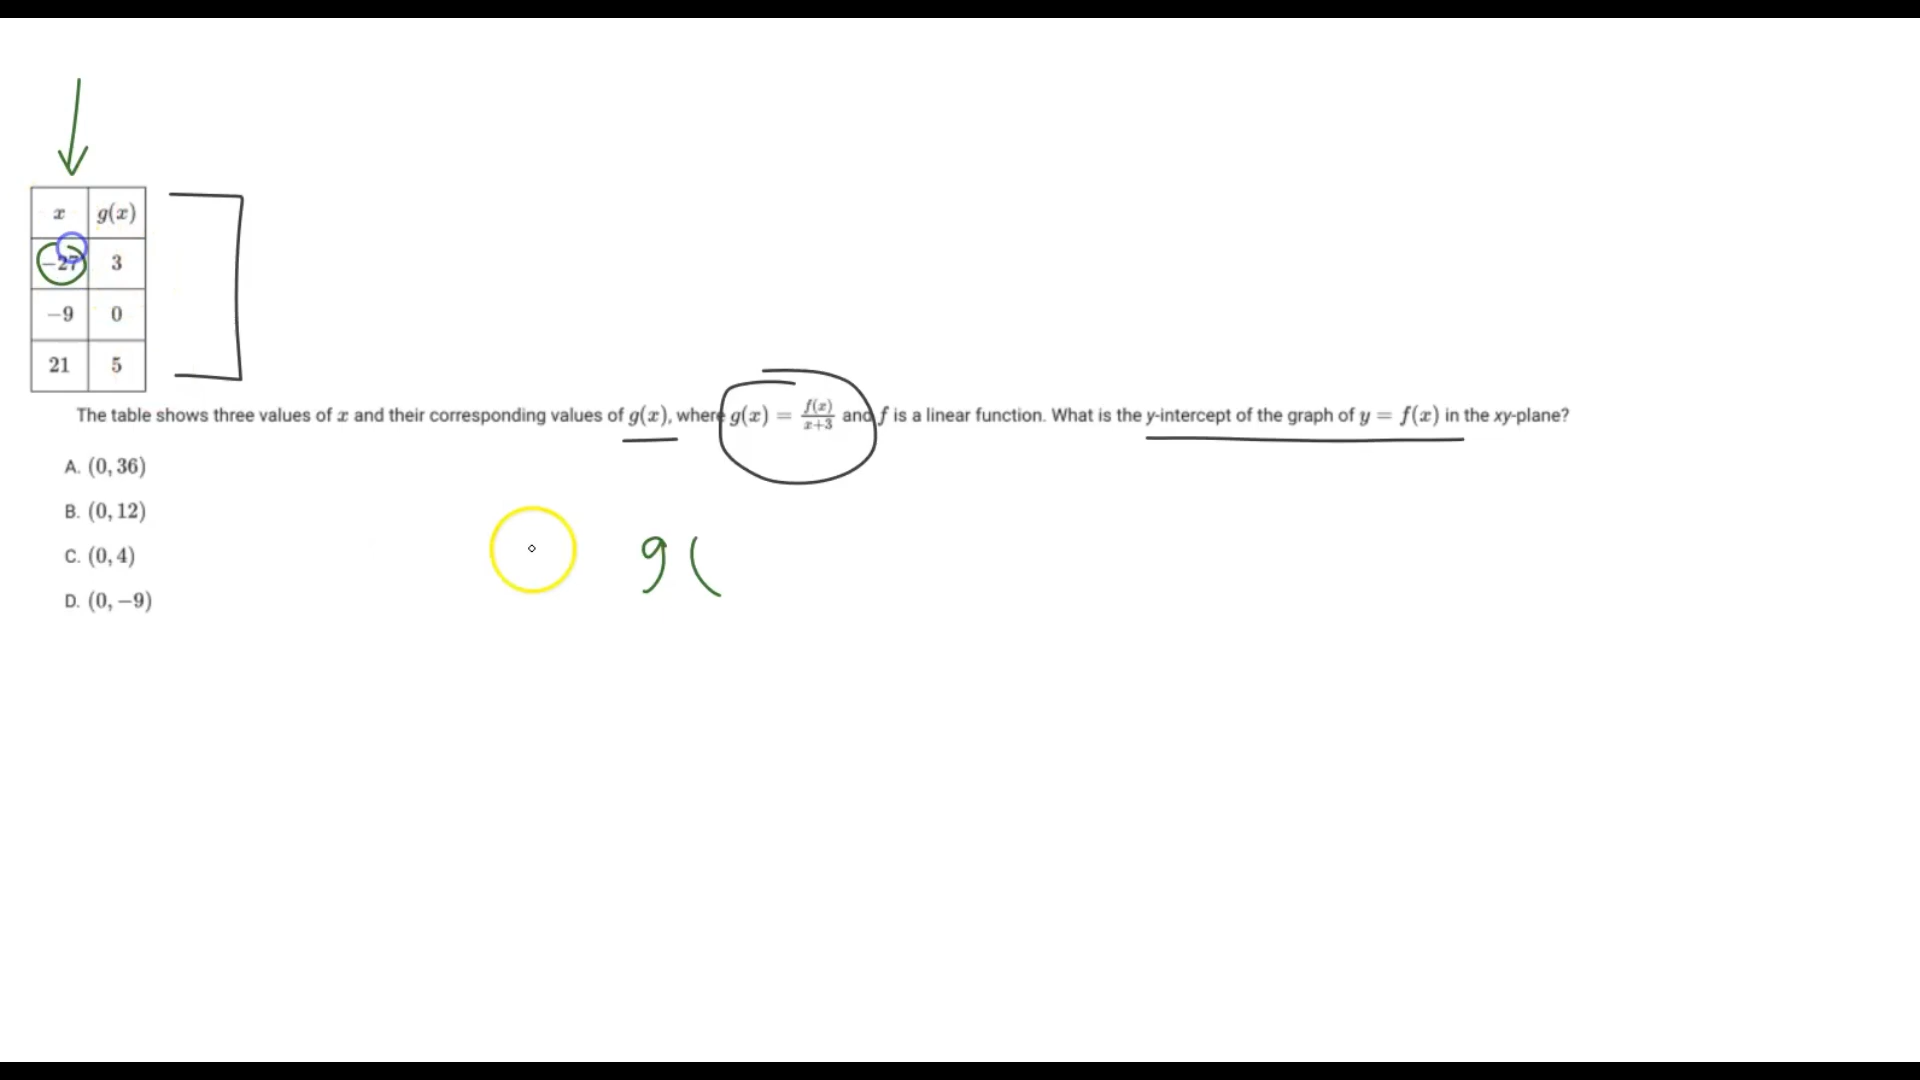 x g(x)
-27 3
-9 0
21 5
The table shows three values of x and their corresponding values of g(x), where g(x) = f(x)/x+3 and f is a linear function. What is the y-intercept of the graph of y = f(x) in the xy-plane?
A. (0, 36)
B. (0, 12)
C. (0, 4)
D. (0, −9)
g(